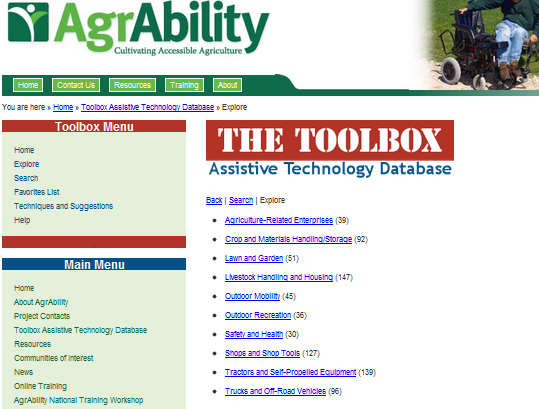 AgrAbility
Cultivating Accessible Agriculture
Home Contact Us Resources Training About
You are here » Home » Toolbox Assistive Technology Database » Explore
Toolbox Menu
Home
Explore
Search
Favorites List
Techniques and Suggestions
Help
Main Menu
Home
About AgrAbility
Project Contacts
Toolbox Assistive Technology Database
Resources
Communities of Interest
News
Online Training
AgrAbility National Training Workshop
THE TOOLBOX
Assistive Technology Database
Back | Search | Explore
Agriculture-Related Enterprises (39)
Crop and Materials Handling/Storage (92)
Lawn and Garden (51)
Livestock Handling and Housing (147)
Outdoor Mobility (45)
Outdoor Recreation (36)
Safety and Health (30)
Shops and Shop Tools (127)
Tractors and Self-Propelled Equipment (139)
Trucks and Off-Road Vehicles (96)